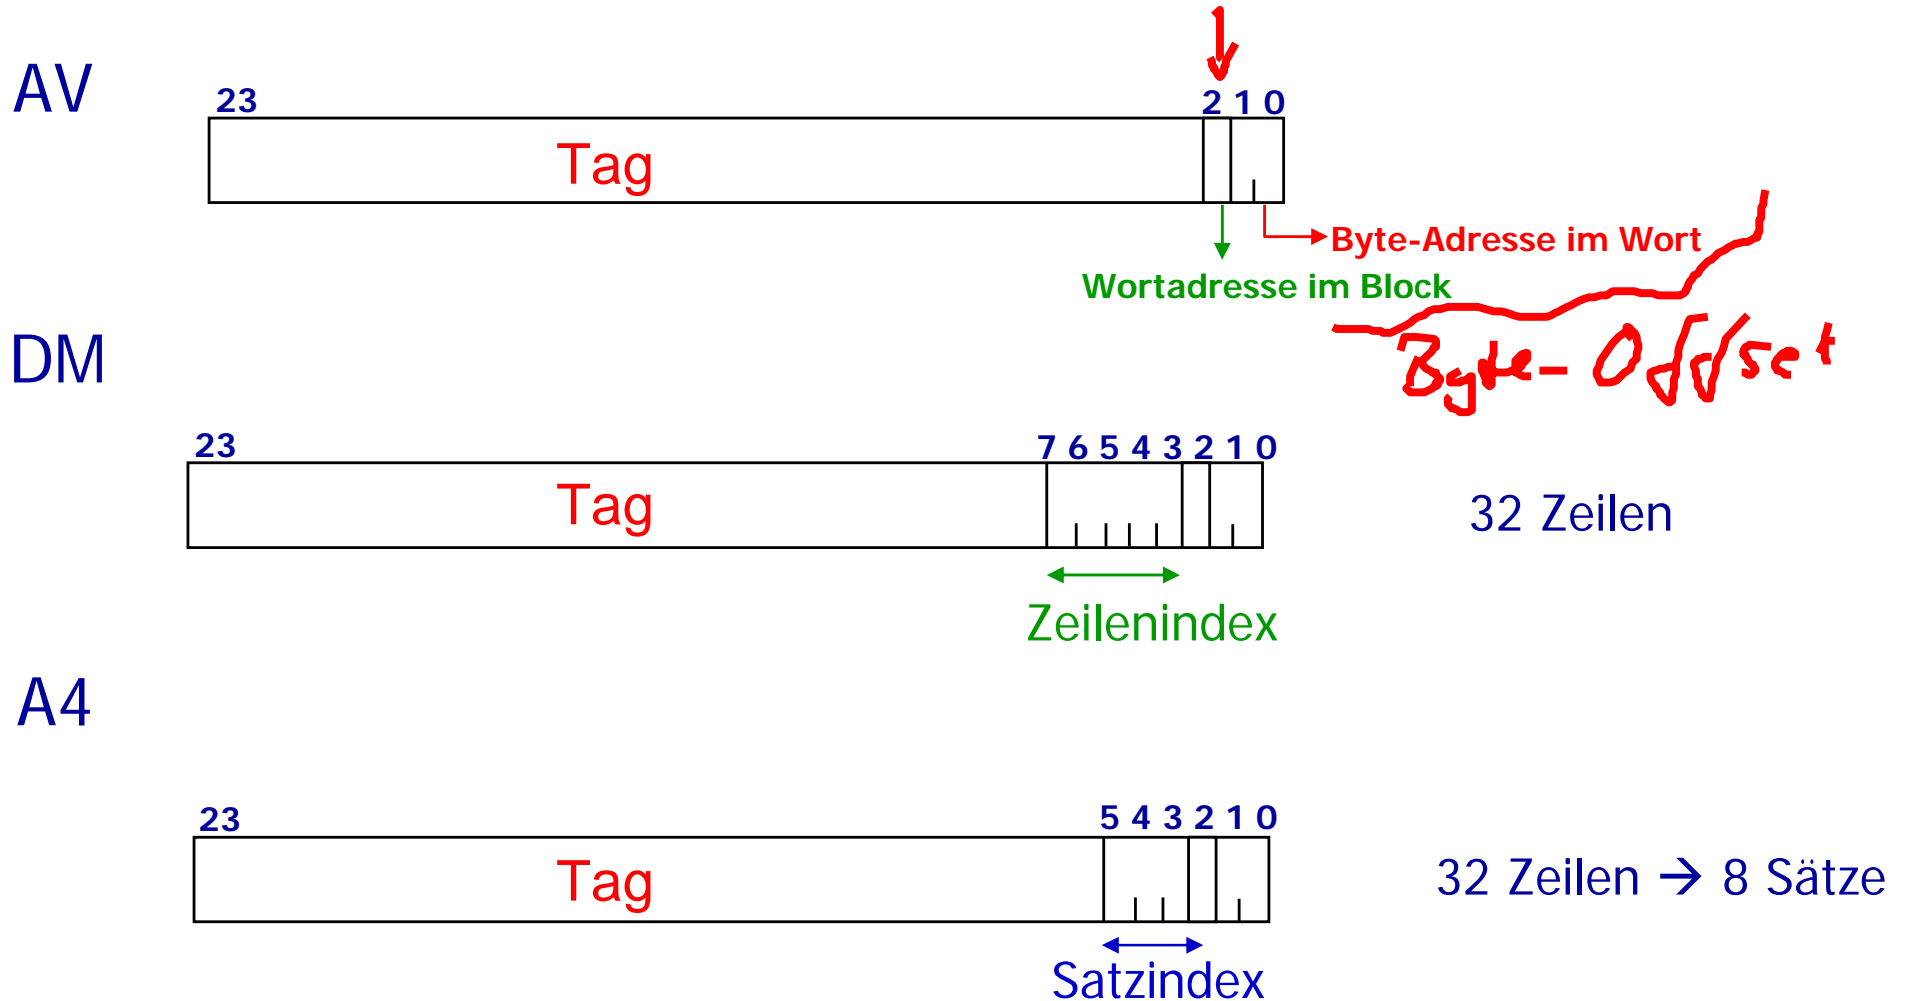 AV
23
2 1 0
Tag
Byte-Adresse im Wort
Wortadresse im Block
Byte-Offset
DM
23
7 6 5 4 3 2 1 0
Tag
32 Zeilen
Zeilenindex
A4
23
5 4 3 2 1 0
Tag
32 Zeilen → 8 Sätze
Satzindex